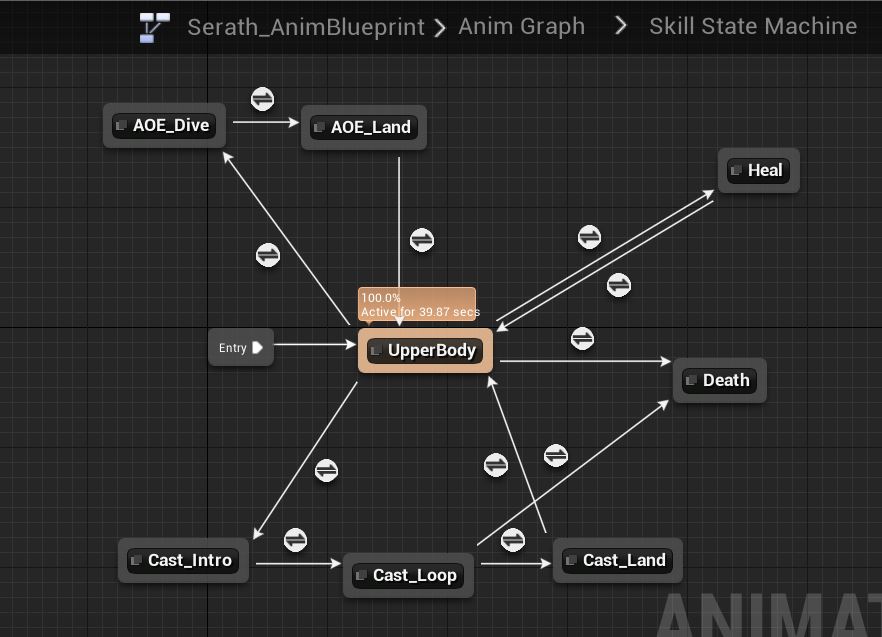 Serath_AnimBlueprint > Anim Graph > Skill State Machine
AOE_Dive
AOE_Land
Heal
100.0%
Active for 39.87 secs
Entry
UpperBody
Death
Cast_Intro
Cast_Loop
Cast_Land
ANIMAT